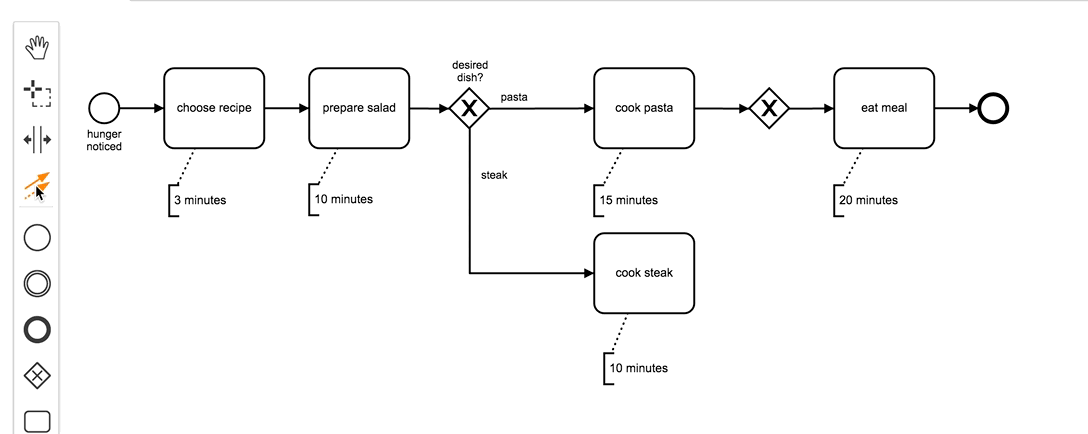 desired
dish?
pasta
choose recipe
prepare salad
X
cook pasta
X
eat meal
hunger
noticed
steak
3 minutes
10 minutes
15 minutes
20 minutes
cook steak
10 minutes